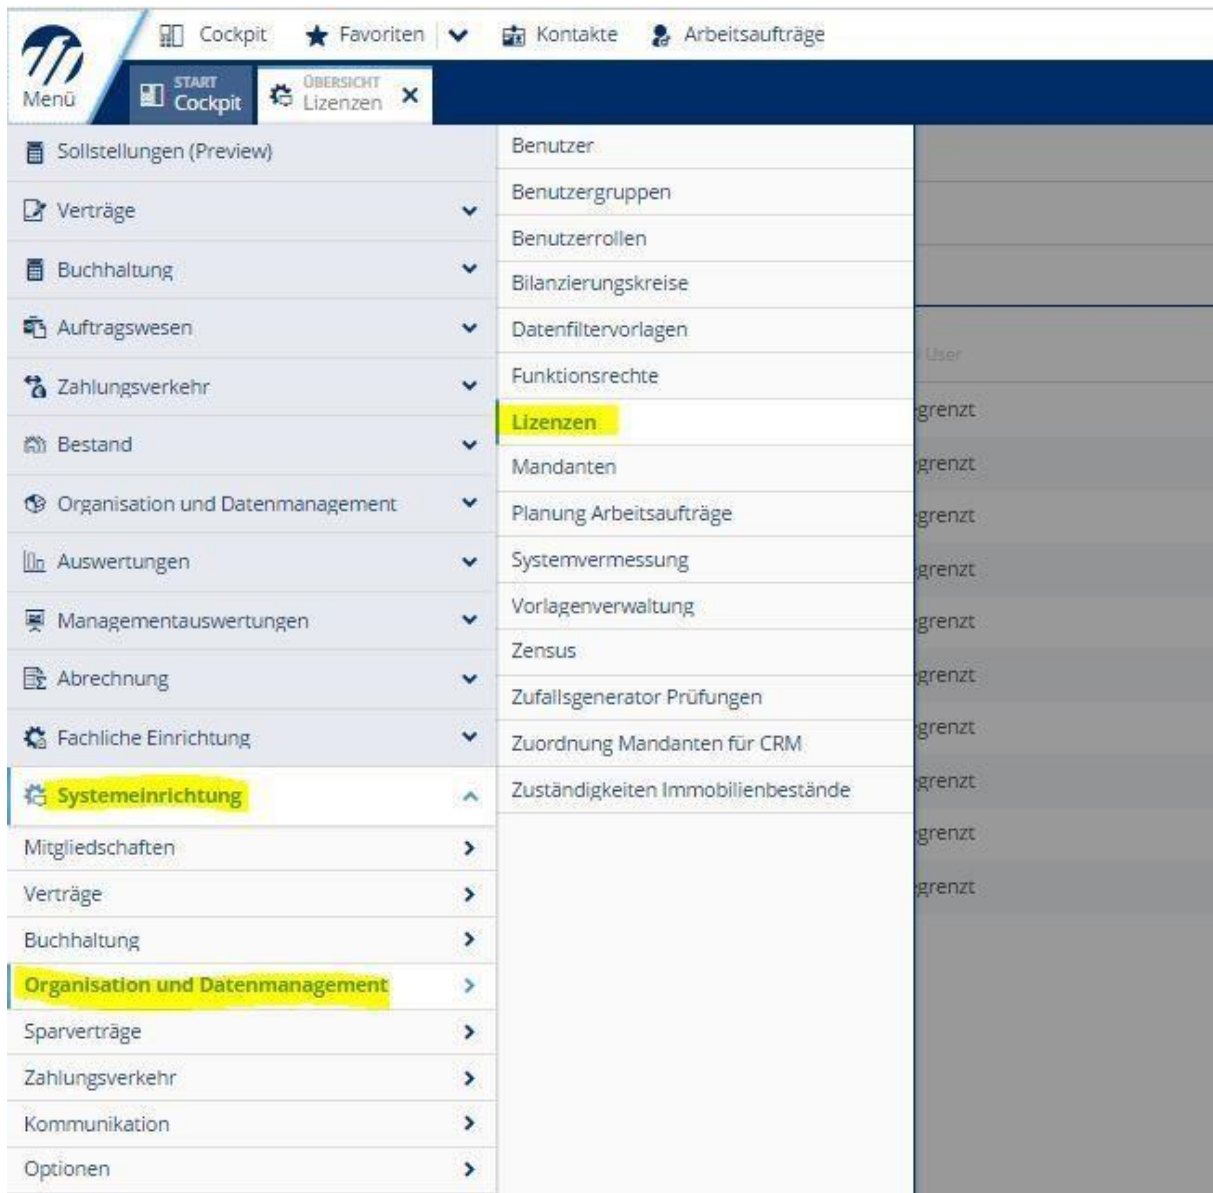 Cockpit Favoriten Kontakte Arbeitsaufträge
Menü
START
Cockpit
ÜBERSICHT
Lizenzen
Sollstellungen (Preview)
Verträge
Buchhaltung
Auftragswesen
Zahlungsverkehr
Bestand
Organisation und Datenmanagement
Auswertungen
Managementauswertungen
Abrechnung
Fachliche Einrichtung
Systemeinrichtung
Mitgliedschaften
Verträge
Buchhaltung
Organisation und Datenmanagement
Sparverträge
Zahlungsverkehr
Kommunikation
Optionen
Benutzer
Benutzergruppen
Benutzerrollen
Bilanzierungskreise
Datenfiltervorlagen
Funktionsrechte
Lizenzen
Mandanten
Planung Arbeitsaufträge
Systemvermessung
Vorlagenverwaltung
Zensus
Zufallsgenerator Prüfungen
Zuordnung Mandanten für CRM
Zuständigkeiten Immobilienbestände
User
grenzt
grenzt
grenzt
grenzt
grenzt
grenzt
grenzt
grenzt
grenzt
grenzt